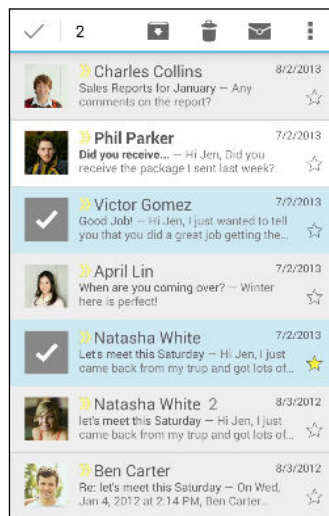 2
Charles Collins 8/2/2013
Sales Reports for January — Any
comments on the report?
Phil Parker 7/2/2013
Did you receive... — Hi Jen, Did you
receive the package I sent last week?
Victor Gomez 7/2/2013
Good Job! — Hi Jen, I just wanted to tell
you that you did a great job getting the...
April Lin 7/2/2013
When are you coming over? — Winter
here is perfect!
Natasha White 7/2/2013
Let's meet this Saturday — Hi Jen, I just
came back from my trup and got lots of...
Natasha White 2 8/3/2012
let's meet this Saturday — Hi Jen, I just
came back from my trip and got lots of...
Ben Carter 8/3/2012
Re: let's meet this Saturday — On Wed,
Jan 4, 2012 at 2:14 PM, Ben Carter...